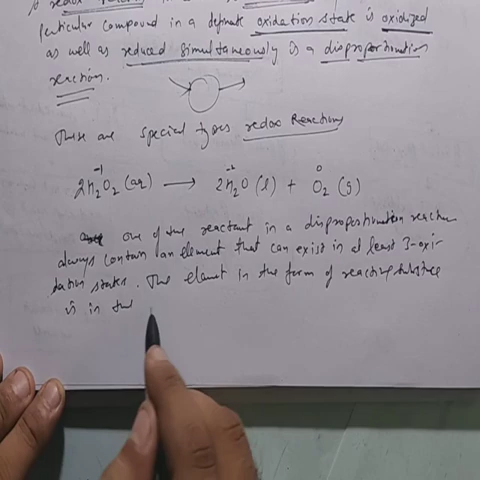 A redox reaction in
particular compound in a definite oxidation state is oxidized
as well as reduced simultaneously is a disproportionation
reaction.
These are special types redox Reactions
2H₂O₂ (aq) → 2H₂O (l) + O₂ (g)
-1 -2 0
one of the reactant in a disproportionation reaction
always contain an element that can exist in at least 3-oxi-
dation states. The element in the form of reacting substance
is in the